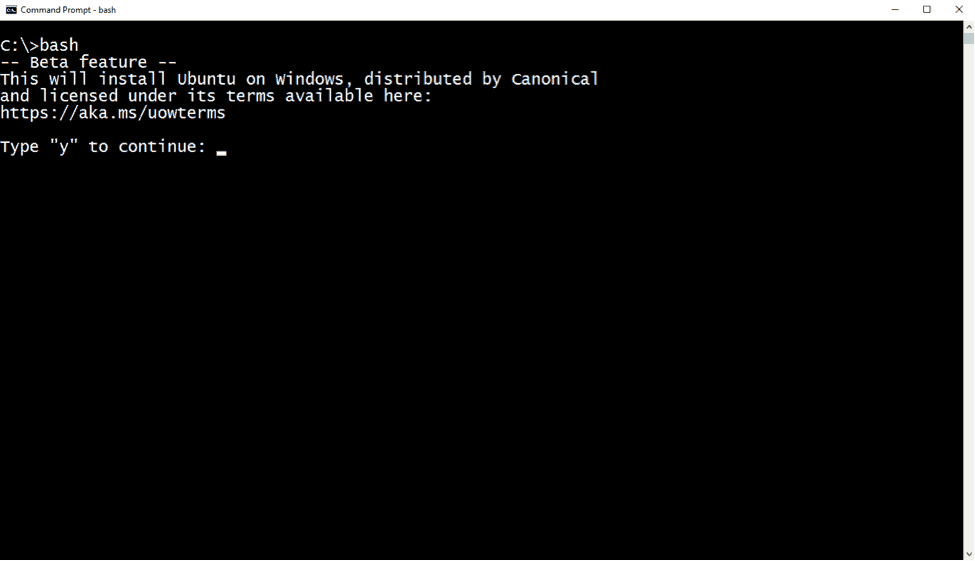 Command Prompt - bash
C:\>bash
-- Beta feature --
This will install Ubuntu on Windows, distributed by Canonical
and licensed under its terms available here:
https://aka.ms/uowterms
Type "y" to continue: _